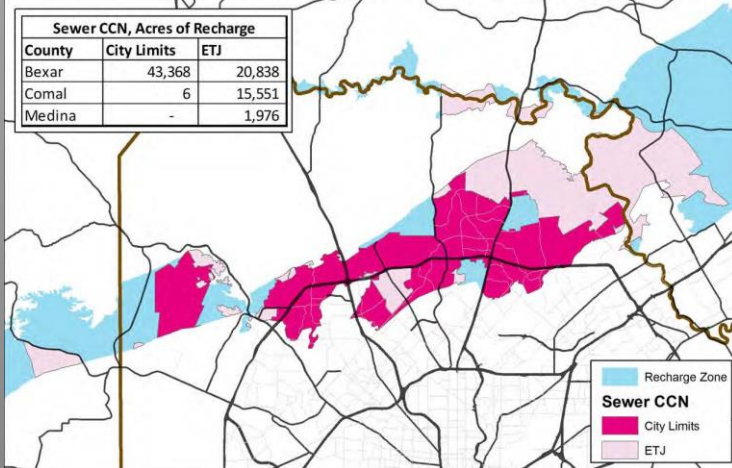 Sewer CCN, Acres of Recharge
County City Limits ETJ
Bexar 43,368 20,838
Comal 6 15,551
Medina - 1,976
Recharge Zone
Sewer CCN
City Limits
ETJ